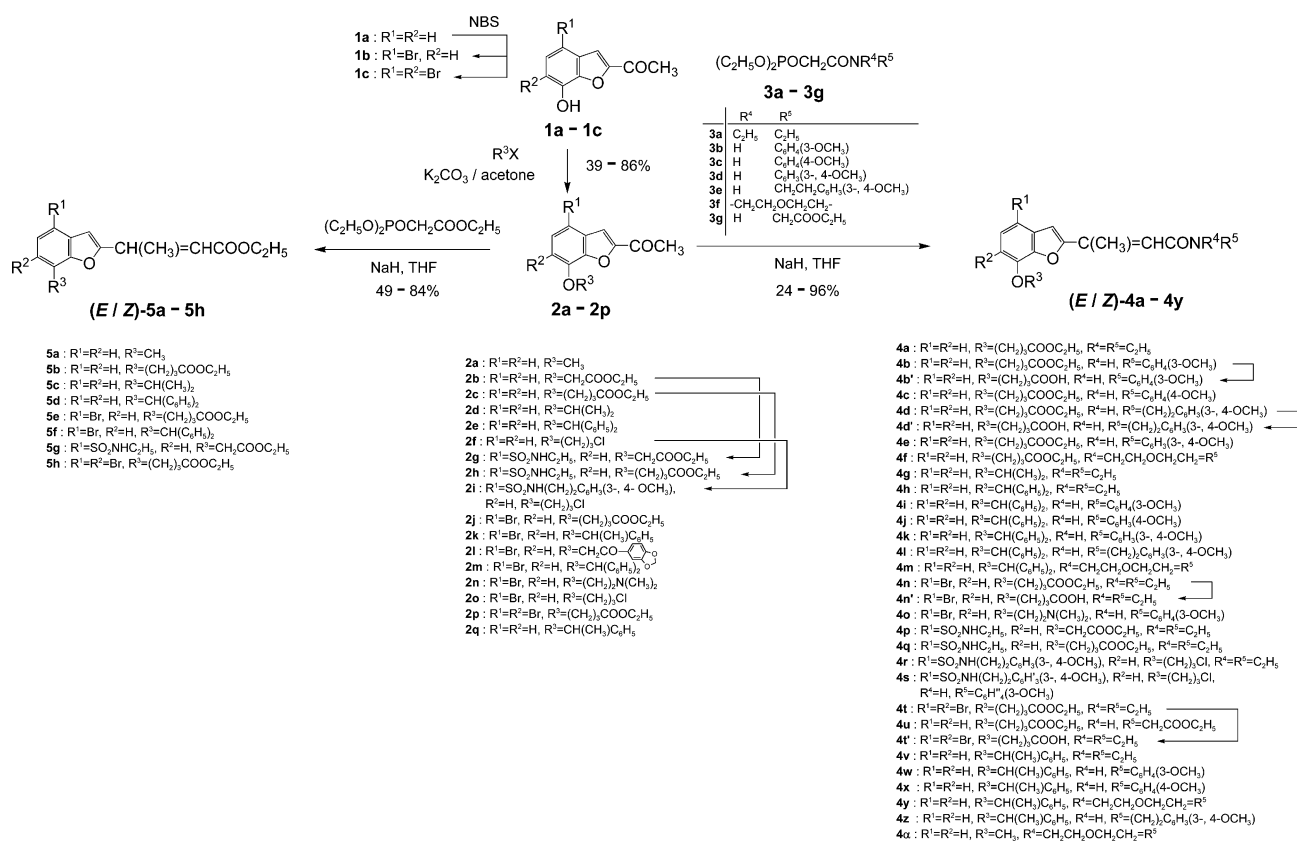 NBS
1a : R1=R2=H
1b : R1=Br, R2=H
1c : R1=R2=Br
R1
R2
O
COCH3
OH
1a - 1c
(C2H5O)2POCH2CONR4R5
3a - 3g
R4 R5
3a C2H5 C2H5
3b H C6H4(3-OCH3)
3c H C6H4(4-OCH3)
3d H C6H3(3-, 4-OCH3)
3e H CH2CH2C6H3(3-, 4-OCH3)
3f -CH2CH2OCH2CH2-
3g H CH2COOC2H5
R3X
K2CO3 / acetone
39 - 86%
R1
R2
O
CH(CH3)=CHCOOC2H5
R3
(E / Z)-5a - 5h
(C2H5O)2POCH2COOC2H5
NaH, THF
49 - 84%
R1
R2
O
COCH3
OR3
2a - 2p
NaH, THF
24 - 96%
R1
R2
O
C(CH3)=CHCONR4R5
OR3
(E / Z)-4a - 4y
5a : R1=R2=H, R3=CH3
5b : R1=R2=H, R3=(CH2)3COOC2H5
5c : R1=R2=H, R3=CH(CH3)2
5d : R1=R2=H, R3=CH(C6H5)2
5e : R1=Br, R2=H, R3=(CH2)3COOC2H5
5f : R1=Br, R2=H, R3=CH(C6H5)2
5g : R1=SO2NHC2H5, R2=H, R3=CH2COOC2H5
5h : R1=R2=Br, R3=(CH2)3COOC2H5
2a : R1=R2=H, R3=CH3
2b : R1=R2=H, R3=CH2COOC2H5
2c : R1=R2=H, R3=(CH2)3COOC2H5
2d : R1=R2=H, R3=CH(CH3)2
2e : R1=R2=H, R3=CH(C6H5)2
2f : R1=R2=H, R3=(CH2)3Cl
2g : R1=SO2NHC2H5, R2=H, R3=CH2COOC2H5
2h : R1=SO2NHC2H5, R2=H, R3=(CH2)3COOC2H5
2i : R1=SO2NH(CH2)2C6H3(3-, 4- OCH3),
R2=H, R3=(CH2)3Cl
2j : R1=Br, R2=H, R3=(CH2)3COOC2H5
2k : R1=Br, R2=H, R3=CH(CH3)C6H5
2l : R1=Br, R2=H, R3=CH2CO
2m : R1=Br, R2=H, R3=CH(C6H5)2
2n : R1=Br, R2=H, R3=(CH2)2N(CH3)2
2o : R1=Br, R2=H, R3=(CH2)3Cl
2p : R1=R2=Br, R3=(CH2)3COOC2H5
2q : R1=R2=H, R3=CH(CH3)C6H5
4a : R1=R2=H, R3=(CH2)3COOC2H5, R4=R5=C2H5
4b : R1=R2=H, R3=(CH2)3COOC2H5, R4=H, R5=C6H4(3-OCH3)
4b' : R1=R2=H, R3=(CH2)3COOH, R4=H, R5=C6H4(3-OCH3)
4c : R1=R2=H, R3=(CH2)3COOC2H5, R4=H, R5=C6H4(4-OCH3)
4d : R1=R2=H, R3=(CH2)3COOC2H5, R4=H, R5=(CH2)2C6H3(3-, 4-OCH3)
4d' : R1=R2=H, R3=(CH2)3COOH, R4=H, R5=(CH2)2C6H3(3-, 4-OCH3)
4e : R1=R2=H, R3=(CH2)3COOC2H5, R4=H, R5=C6H3(3-, 4-OCH3)
4f : R1=R2=H, R3=(CH2)3COOC2H5, R4=CH2CH2OCH2CH2=R5
4g : R1=R2=H, R3=CH(CH3)2, R4=R5=C2H5
4h : R1=R2=H, R3=CH(C6H5)2, R4=R5=C2H5
4i : R1=R2=H, R3=CH(C6H5)2, R4=H, R5=C6H4(3-OCH3)
4j : R1=R2=H, R3=CH(C6H5)2, R4=H, R5=C6H4(4-OCH3)
4k : R1=R2=H, R3=CH(C6H5)2, R4=H, R5=C6H3(3-, 4-OCH3)
4l : R1=R2=H, R3=CH(C6H5)2, R4=H, R5=(CH2)2C6H3(3-, 4-OCH3)
4m : R1=R2=H, R3=CH(C6H5)2, R4=CH2CH2OCH2CH2=R5
4n : R1=Br, R2=H, R3=(CH2)3COOC2H5, R4=R5=C2H5
4n' : R1=Br, R2=H, R3=(CH2)3COOH, R4=R5=C2H5
4o : R1=Br, R2=H, R3=(CH2)2N(CH3)2, R4=H, R5=C6H4(3-OCH3)
4p : R1=SO2NHC2H5, R2=H, R3=CH2COOC2H5, R4=R5=C2H5
4q : R1=SO2NHC2H5, R2=H, R3=(CH2)3COOC2H5, R4=R5=C2H5
4r : R1=SO2NH(CH2)2C6H3(3-, 4-OCH3), R2=H, R3=(CH2)3Cl, R4=R5=C2H5
4s : R1=SO2NH(CH2)2C6H'3(3-, 4-OCH3), R2=H, R3=(CH2)3Cl,
R4=H, R5=C6H"4(3-OCH3)
4t : R1=R2=Br, R3=(CH2)3COOC2H5, R4=R5=C2H5
4u : R1=R2=H, R3=(CH2)3COOC2H5, R4=H, R5=CH2COOC2H5
4t' : R1=R2=Br, R3=(CH2)3COOH, R4=R5=C2H5
4v : R1=R2=H, R3=CH(CH3)C6H5, R4=R5=C2H5
4w : R1=R2=H, R3=CH(CH3)C6H5, R4=H, R5=C6H4(3-OCH3)
4x : R1=R2=H, R3=CH(CH3)C6H5, R4=H, R5=C6H4(4-OCH3)
4y : R1=R2=H, R3=CH(CH3)C6H5, R4=CH2CH2OCH2CH2=R5
4z : R1=R2=H, R3=CH(CH3)C6H5, R4=H, R5=(CH2)2C6H3(3-, 4-OCH3)
4α : R1=R2=H, R3=CH3, R4=CH2CH2OCH2CH2=R5